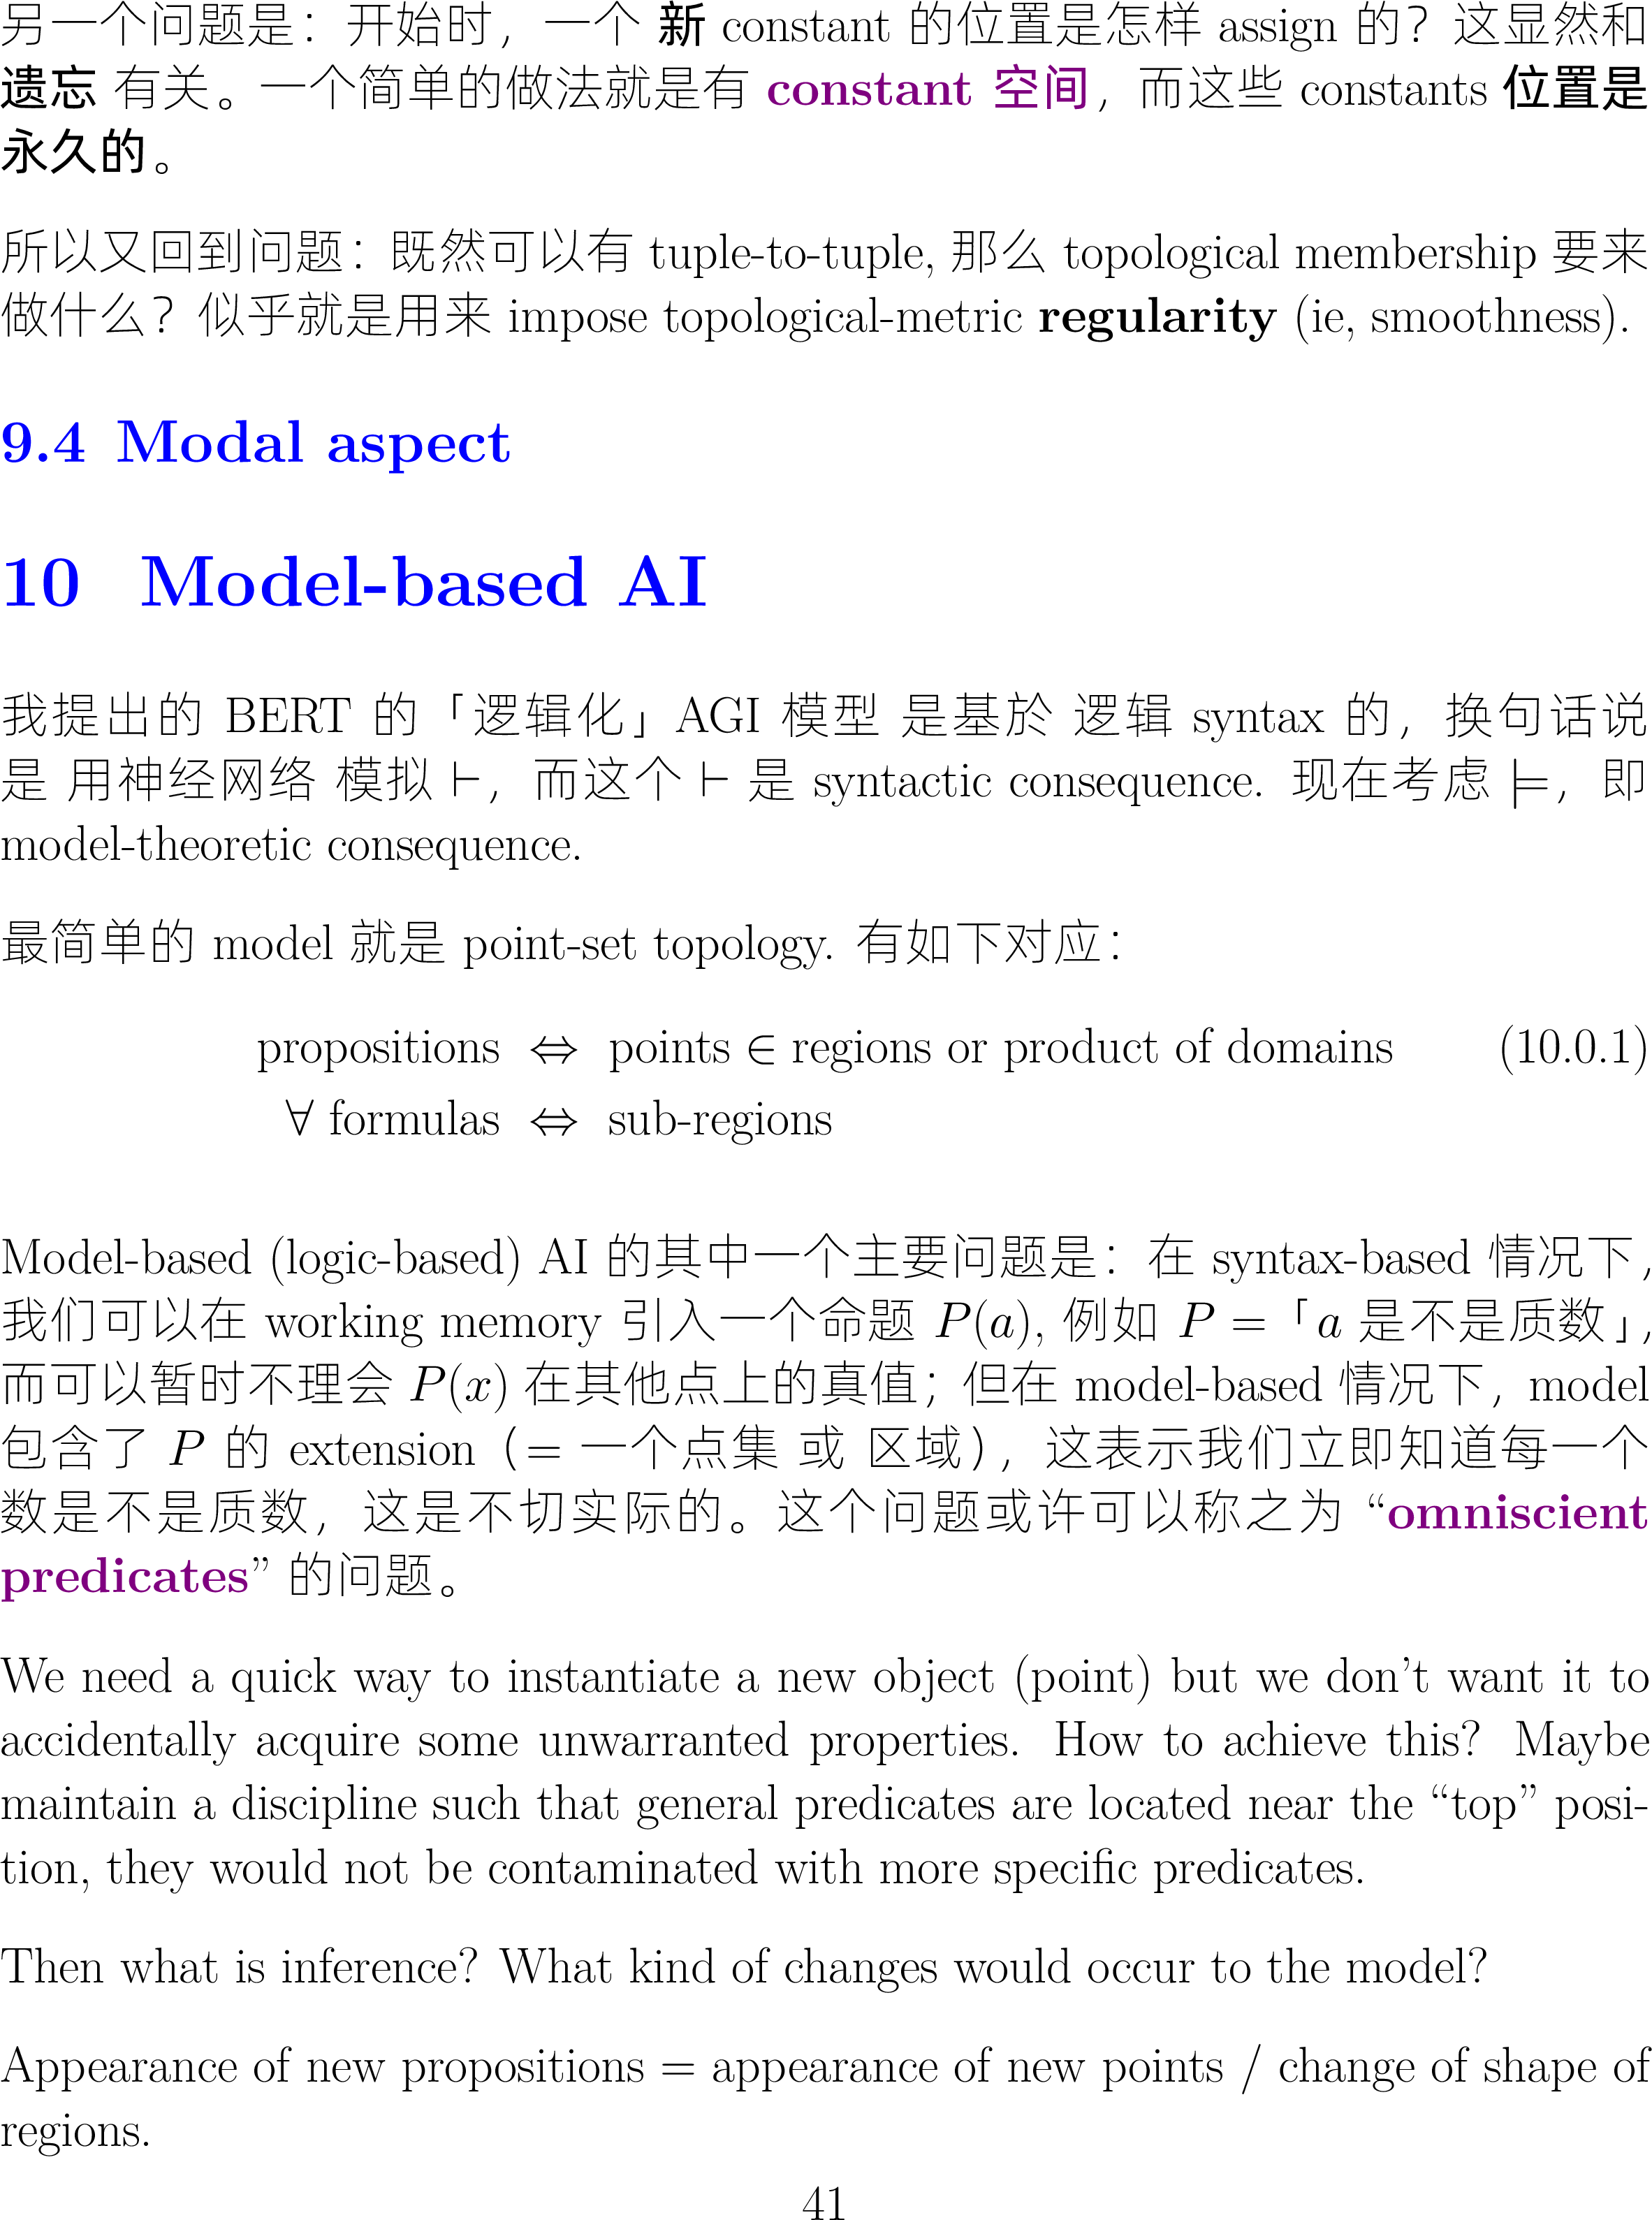 另一个问题是：开始时，一个 新 constant 的位置是怎样 assign 的？这显然和
遗忘 有关。一个简单的做法就是有 constant 空间，而这些 constants 位置是
永久的。
所以又回到问题：既然可以有 tuple-to-tuple, 那么 topological membership 要来
做什么？似乎就是用来 impose topological-metric regularity (ie, smoothness).
9.4 Modal aspect
10 Model-based AI
我提出的 BERT 的「逻辑化」AGI 模型 是基於 逻辑 syntax 的，换句话说
是 用神经网络 模拟 ⊢，而这个 ⊢ 是 syntactic consequence. 现在考虑 ⊨，即
model-theoretic consequence.
最简单的 model 就是 point-set topology. 有如下对应：
propositions ⇔ points ∈ regions or product of domains (10.0.1)
∀ formulas ⇔ sub-regions
Model-based (logic-based) AI 的其中一个主要问题是：在 syntax-based 情况下，
我们可以在 working memory 引入一个命题 P(a), 例如 P =「a 是不是质数」，
而可以暂时不理会 P(x) 在其他点上的真值；但在 model-based 情况下，model
包含了 P 的 extension（= 一个点集 或 区域），这表示我们立即知道每一个
数是不是质数，这是不切实际的。这个问题或许可以称之为 “omniscient
predicates” 的问题。
We need a quick way to instantiate a new object (point) but we don’t want it to
accidentally acquire some unwarranted properties. How to achieve this? Maybe
maintain a discipline such that general predicates are located near the “top” posi-
tion, they would not be contaminated with more specific predicates.
Then what is inference? What kind of changes would occur to the model?
Appearance of new propositions = appearance of new points / change of shape of
regions.
41